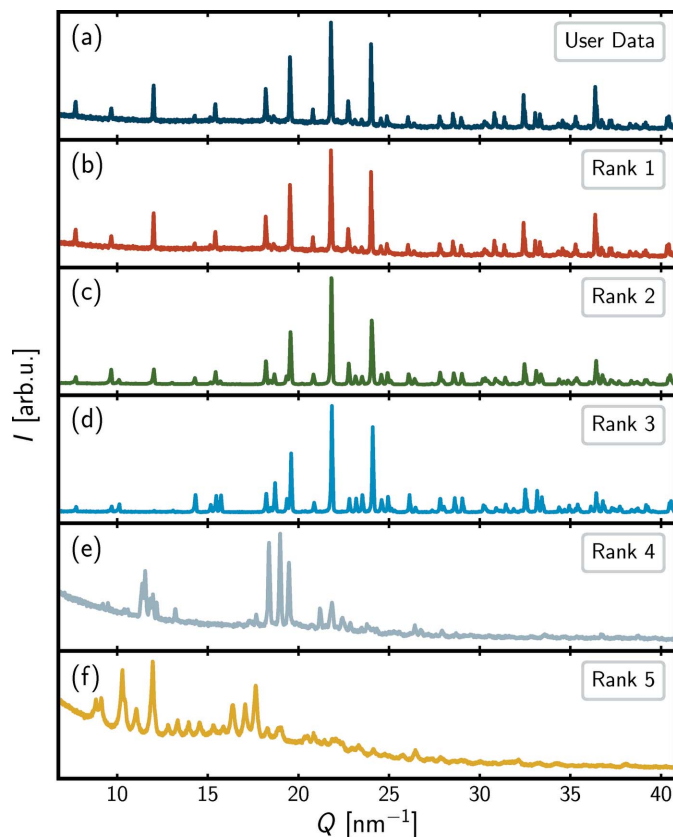 (a) User Data
(b) Rank 1
(c) Rank 2
(d) Rank 3
(e) Rank 4
(f) Rank 5
I [arb.u.]
10 15 20 25 30 35 40
Q [nm⁻¹]